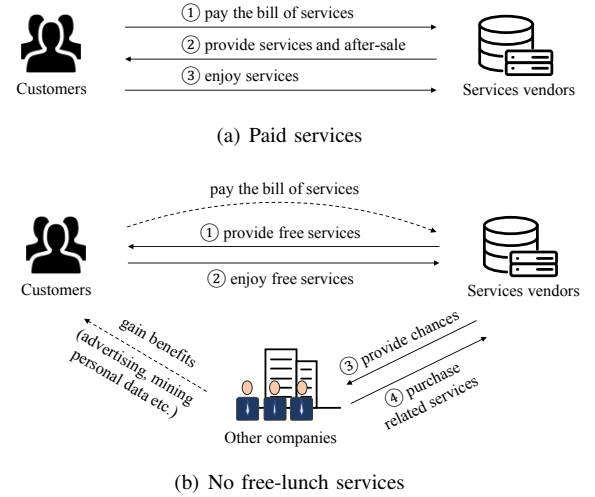 ① pay the bill of services
② provide services and after-sale
③ enjoy services
Customers
Services vendors
(a) Paid services
pay the bill of services
① provide free services
② enjoy free services
Customers
Services vendors
gain benefits
(advertising, mining
personal data etc.)
③ provide chances
④ purchase
related services
Other companies
(b) No free-lunch services